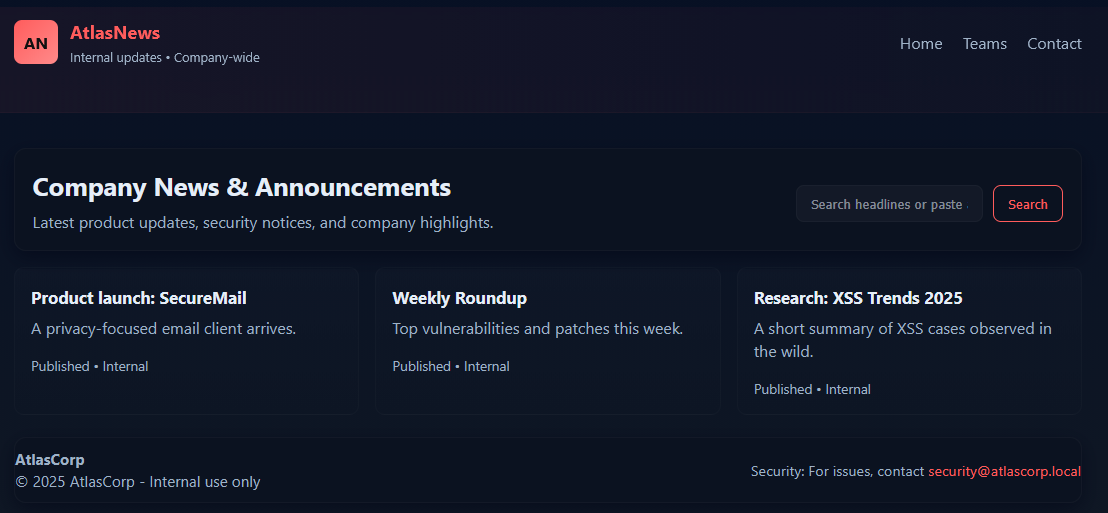 AN
AtlasNews
Internal updates • Company-wide
Home Teams Contact
Company News & Announcements
Latest product updates, security notices, and company highlights.
Search headlines or paste
Search
Product launch: SecureMail
A privacy-focused email client arrives.
Published • Internal
Weekly Roundup
Top vulnerabilities and patches this week.
Published • Internal
Research: XSS Trends 2025
A short summary of XSS cases observed in
the wild.
Published • Internal
AtlasCorp
© 2025 AtlasCorp - Internal use only
Security: For issues, contact security@atlascorp.local